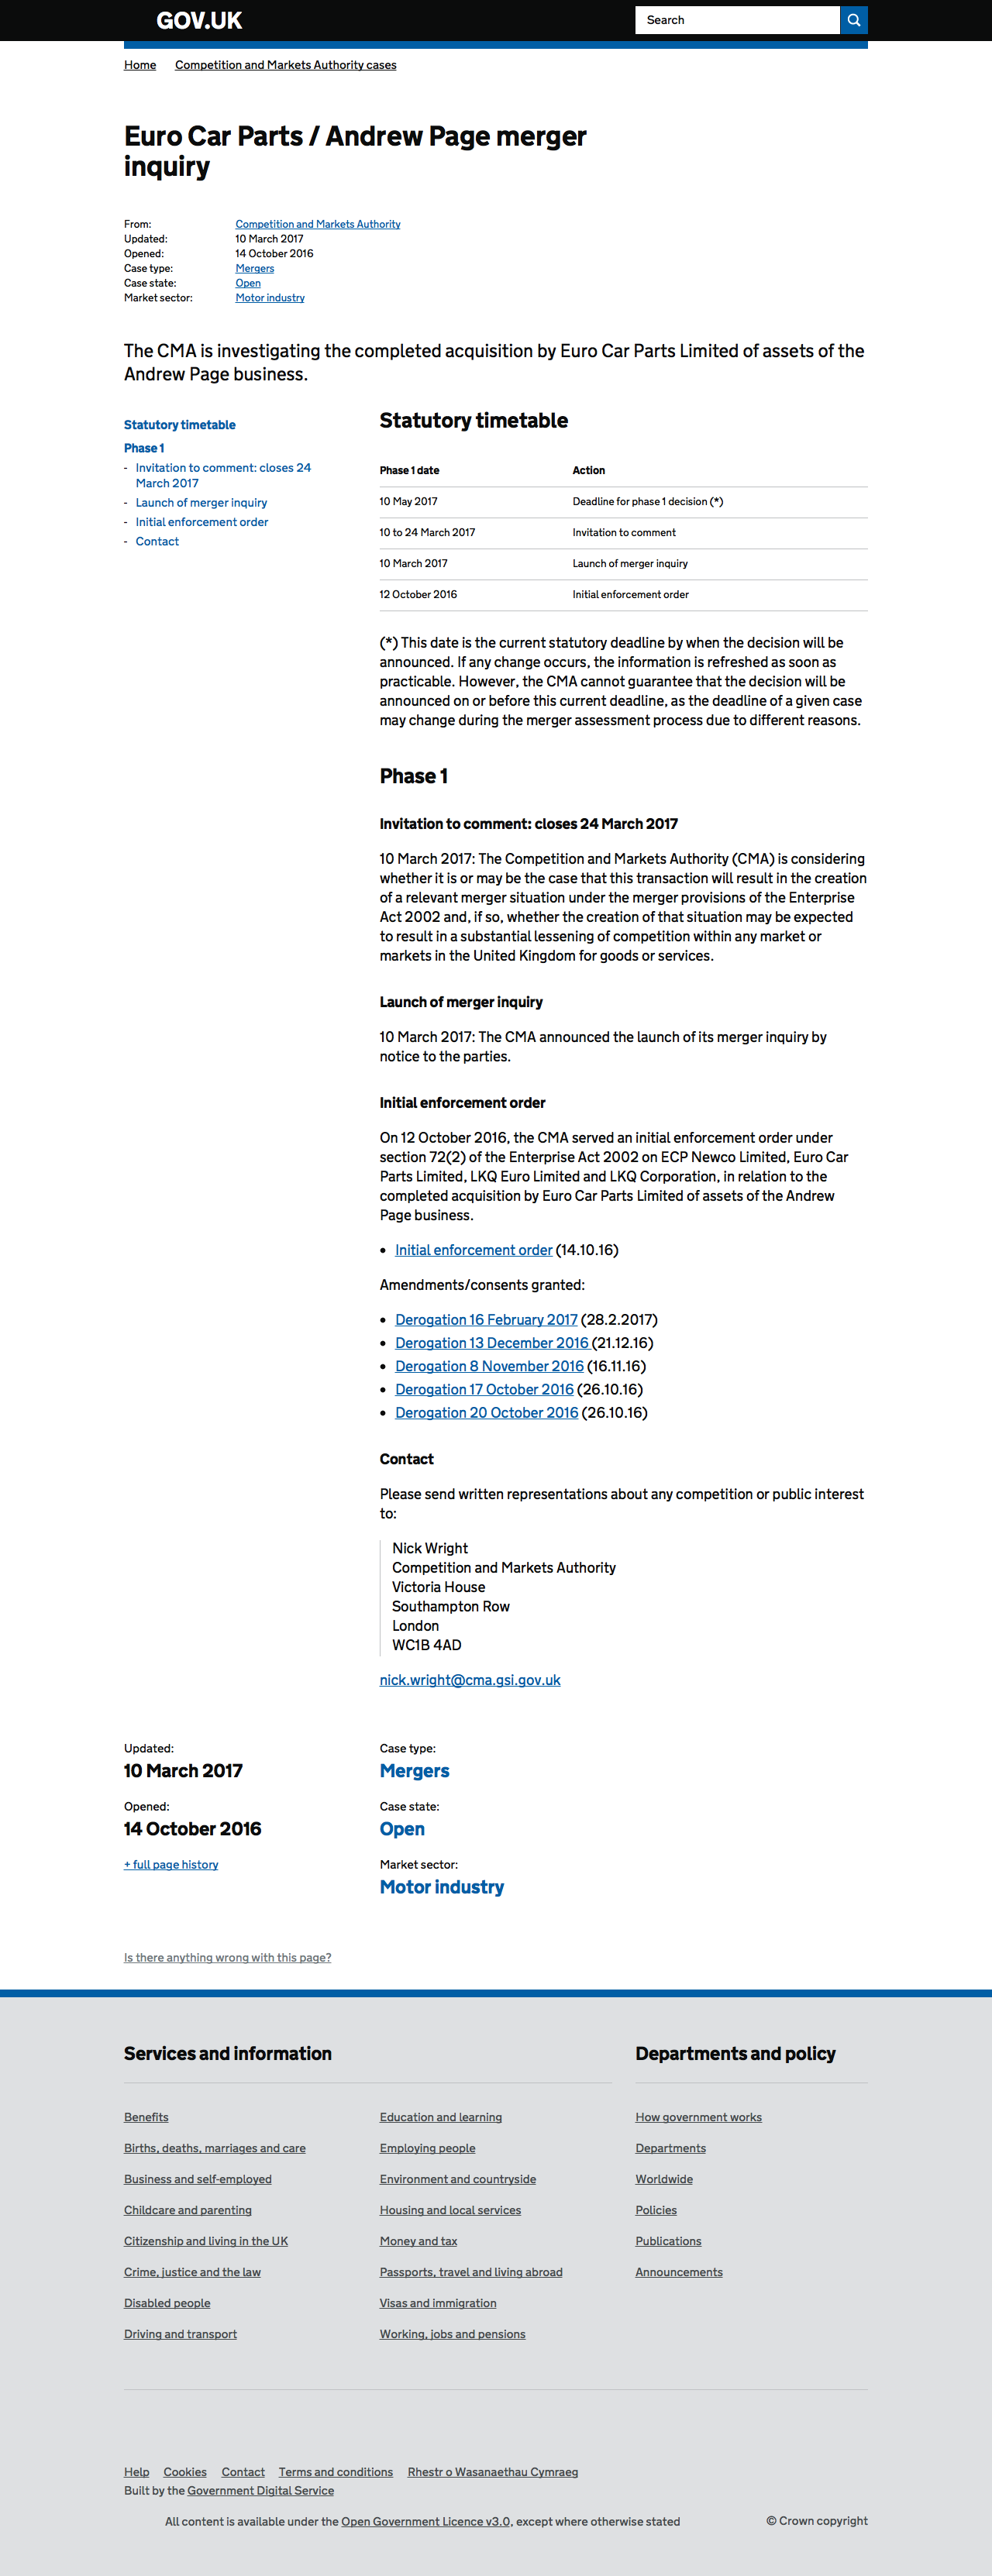 GOV.UK
Search
Home
Competition and Markets Authority cases
Euro Car Parts / Andrew Page merger
inquiry
From: Competition and Markets Authority
Updated: 10 March 2017
Opened: 14 October 2016
Case type: Mergers
Case state: Open
Market sector: Motor industry
The CMA is investigating the completed acquisition by Euro Car Parts Limited of assets of the
Andrew Page business.
Statutory timetable
Phase 1
- Invitation to comment: closes 24
March 2017
- Launch of merger inquiry
- Initial enforcement order
- Contact
Statutory timetable
Phase 1 date Action
10 May 2017 Deadline for phase 1 decision (*)
10 to 24 March 2017 Invitation to comment
10 March 2017 Launch of merger inquiry
12 October 2016 Initial enforcement order
(*) This date is the current statutory deadline by when the decision will be
announced. If any change occurs, the information is refreshed as soon as
practicable. However, the CMA cannot guarantee that the decision will be
announced on or before this current deadline, as the deadline of a given case
may change during the merger assessment process due to different reasons.
Phase 1
Invitation to comment: closes 24 March 2017
10 March 2017: The Competition and Markets Authority (CMA) is considering
whether it is or may be the case that this transaction will result in the creation
of a relevant merger situation under the merger provisions of the Enterprise
Act 2002 and, if so, whether the creation of that situation may be expected
to result in a substantial lessening of competition within any market or
markets in the United Kingdom for goods or services.
Launch of merger inquiry
10 March 2017: The CMA announced the launch of its merger inquiry by
notice to the parties.
Initial enforcement order
On 12 October 2016, the CMA served an initial enforcement order under
section 72(2) of the Enterprise Act 2002 on ECP Newco Limited, Euro Car
Parts Limited, LKQ Euro Limited and LKQ Corporation, in relation to the
completed acquisition by Euro Car Parts Limited of assets of the Andrew
Page business.
• Initial enforcement order (14.10.16)
Amendments/consents granted:
• Derogation 16 February 2017 (28.2.2017)
• Derogation 13 December 2016 (21.12.16)
• Derogation 8 November 2016 (16.11.16)
• Derogation 17 October 2016 (26.10.16)
• Derogation 20 October 2016 (26.10.16)
Contact
Please send written representations about any competition or public interest
to:
Nick Wright
Competition and Markets Authority
Victoria House
Southampton Row
London
WC1B 4AD
nick.wright@cma.gsi.gov.uk
Updated:
10 March 2017
Opened:
14 October 2016
+ full page history
Case type:
Mergers
Case state:
Open
Market sector:
Motor industry
Is there anything wrong with this page?
Services and information
Benefits
Births, deaths, marriages and care
Business and self-employed
Childcare and parenting
Citizenship and living in the UK
Crime, justice and the law
Disabled people
Driving and transport
Education and learning
Employing people
Environment and countryside
Housing and local services
Money and tax
Passports, travel and living abroad
Visas and immigration
Working, jobs and pensions
Departments and policy
How government works
Departments
Worldwide
Policies
Publications
Announcements
Help Cookies Contact Terms and conditions Rhestr o Wasanaethau Cymraeg
Built by the Government Digital Service
All content is available under the Open Government Licence v3.0, except where otherwise stated
© Crown copyright